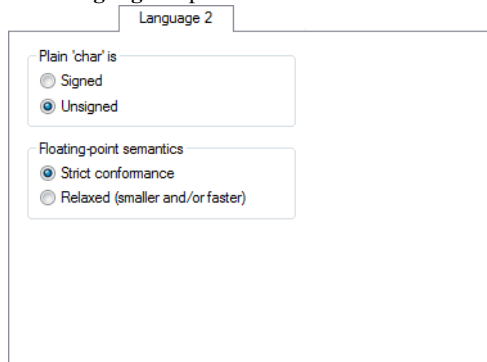 Language 2
Plain 'char' is
Signed
Unsigned
Floating-point semantics
Strict conformance
Relaxed (smaller and/or faster)